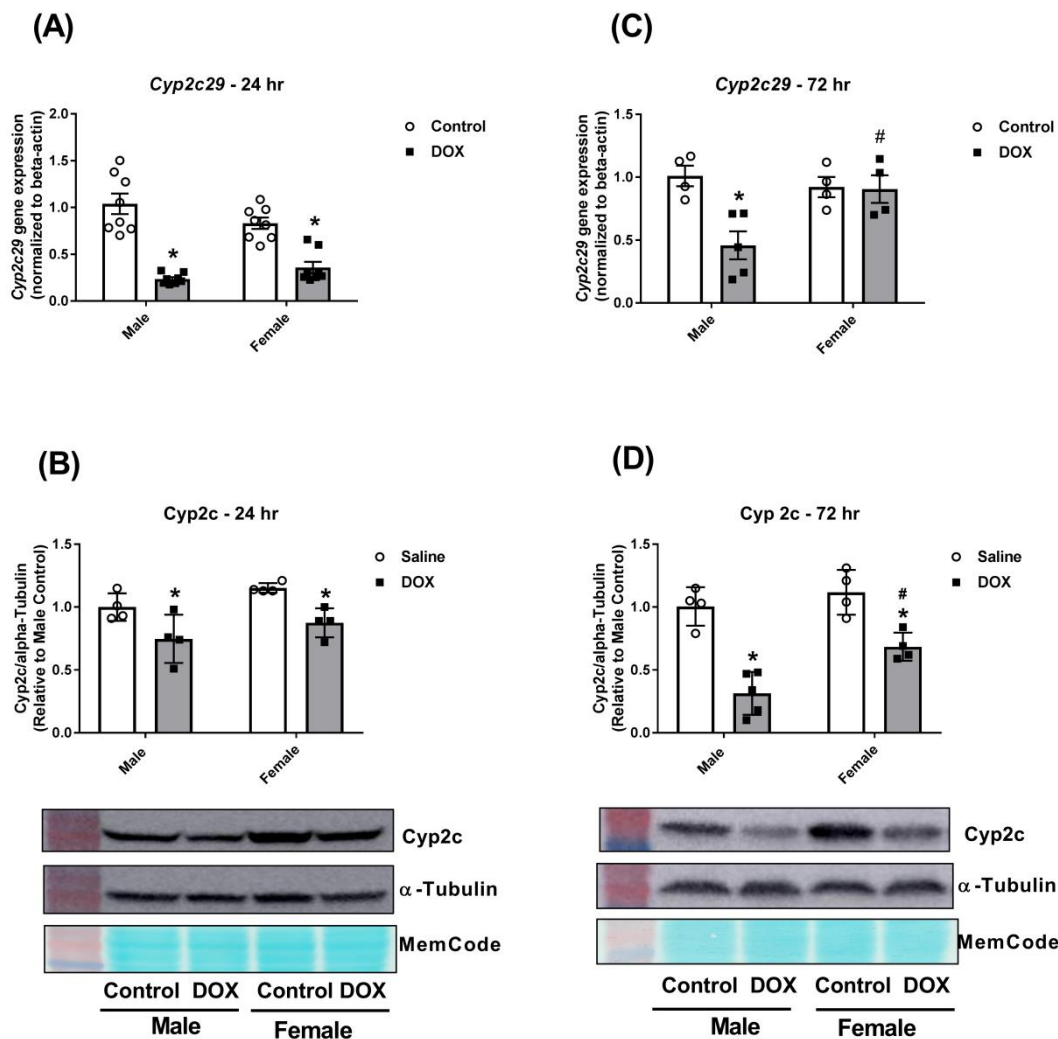 (A)
Cyp2c29 - 24 hr
Cyp2c29 gene expression
(normalized to beta-actin)
2.0
1.5
1.0
0.5
0.0
Control
DOX
*
*
Male
Female
(C)
Cyp2c29 - 72 hr
Cyp2c29 gene expression
(normalized to beta-actin)
1.5
1.0
0.5
0.0
Control
DOX
*
#
Male
Female
(B)
Cyp2c - 24 hr
Cyp2c/alpha-Tubulin
(Relative to Male Control)
1.5
1.0
0.5
0.0
Saline
DOX
*
*
Male
Female
Cyp2c
α-Tubulin
MemCode
Control DOX Control DOX
Male Female
(D)
Cyp 2c - 72 hr
Cyp2c/alpha-Tubulin
(Relative to Male Control)
1.5
1.0
0.5
0.0
Saline
DOX
*
#
*
Male
Female
Cyp2c
α-Tubulin
MemCode
Control DOX Control DOX
Male Female